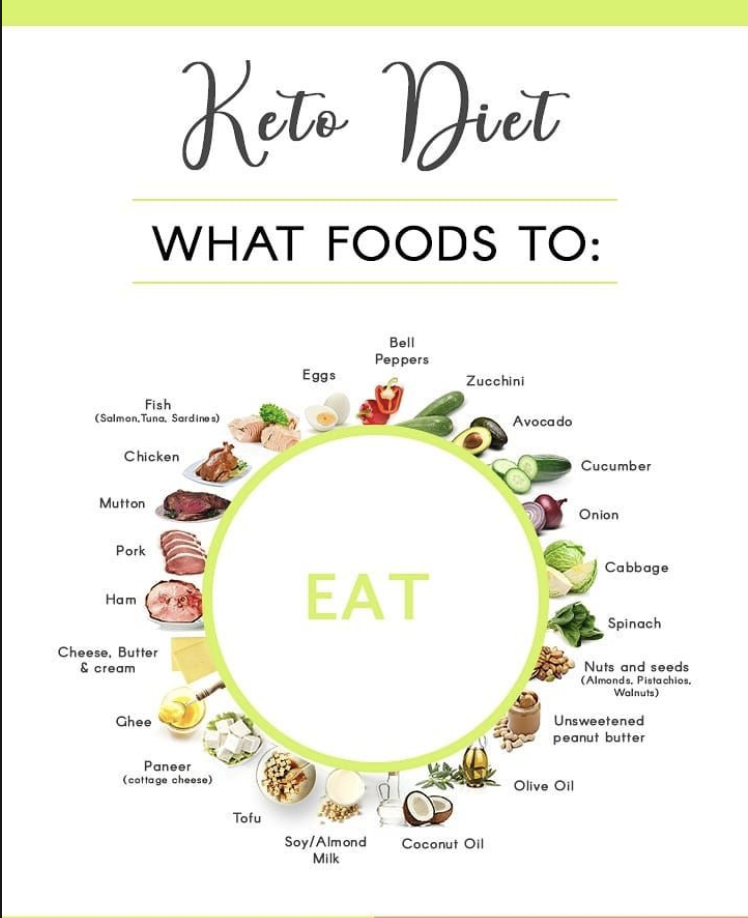 Keto Diet
WHAT FOODS TO:
Bell
Peppers
Eggs
Zucchini
Fish
(Salmon,Tuna, Sardines)
Avocado
Chicken
Cucumber
Mutton
Onion
Pork
Cabbage
Ham
EAT
Spinach
Cheese, Butter
& cream
Nuts and seeds
(Almonds, Pistachios,
Walnuts)
Ghee
Unsweetened
peanut butter
Paneer
(cottage cheese)
Olive Oil
Tofu
Soy/Almond
Milk
Coconut Oil